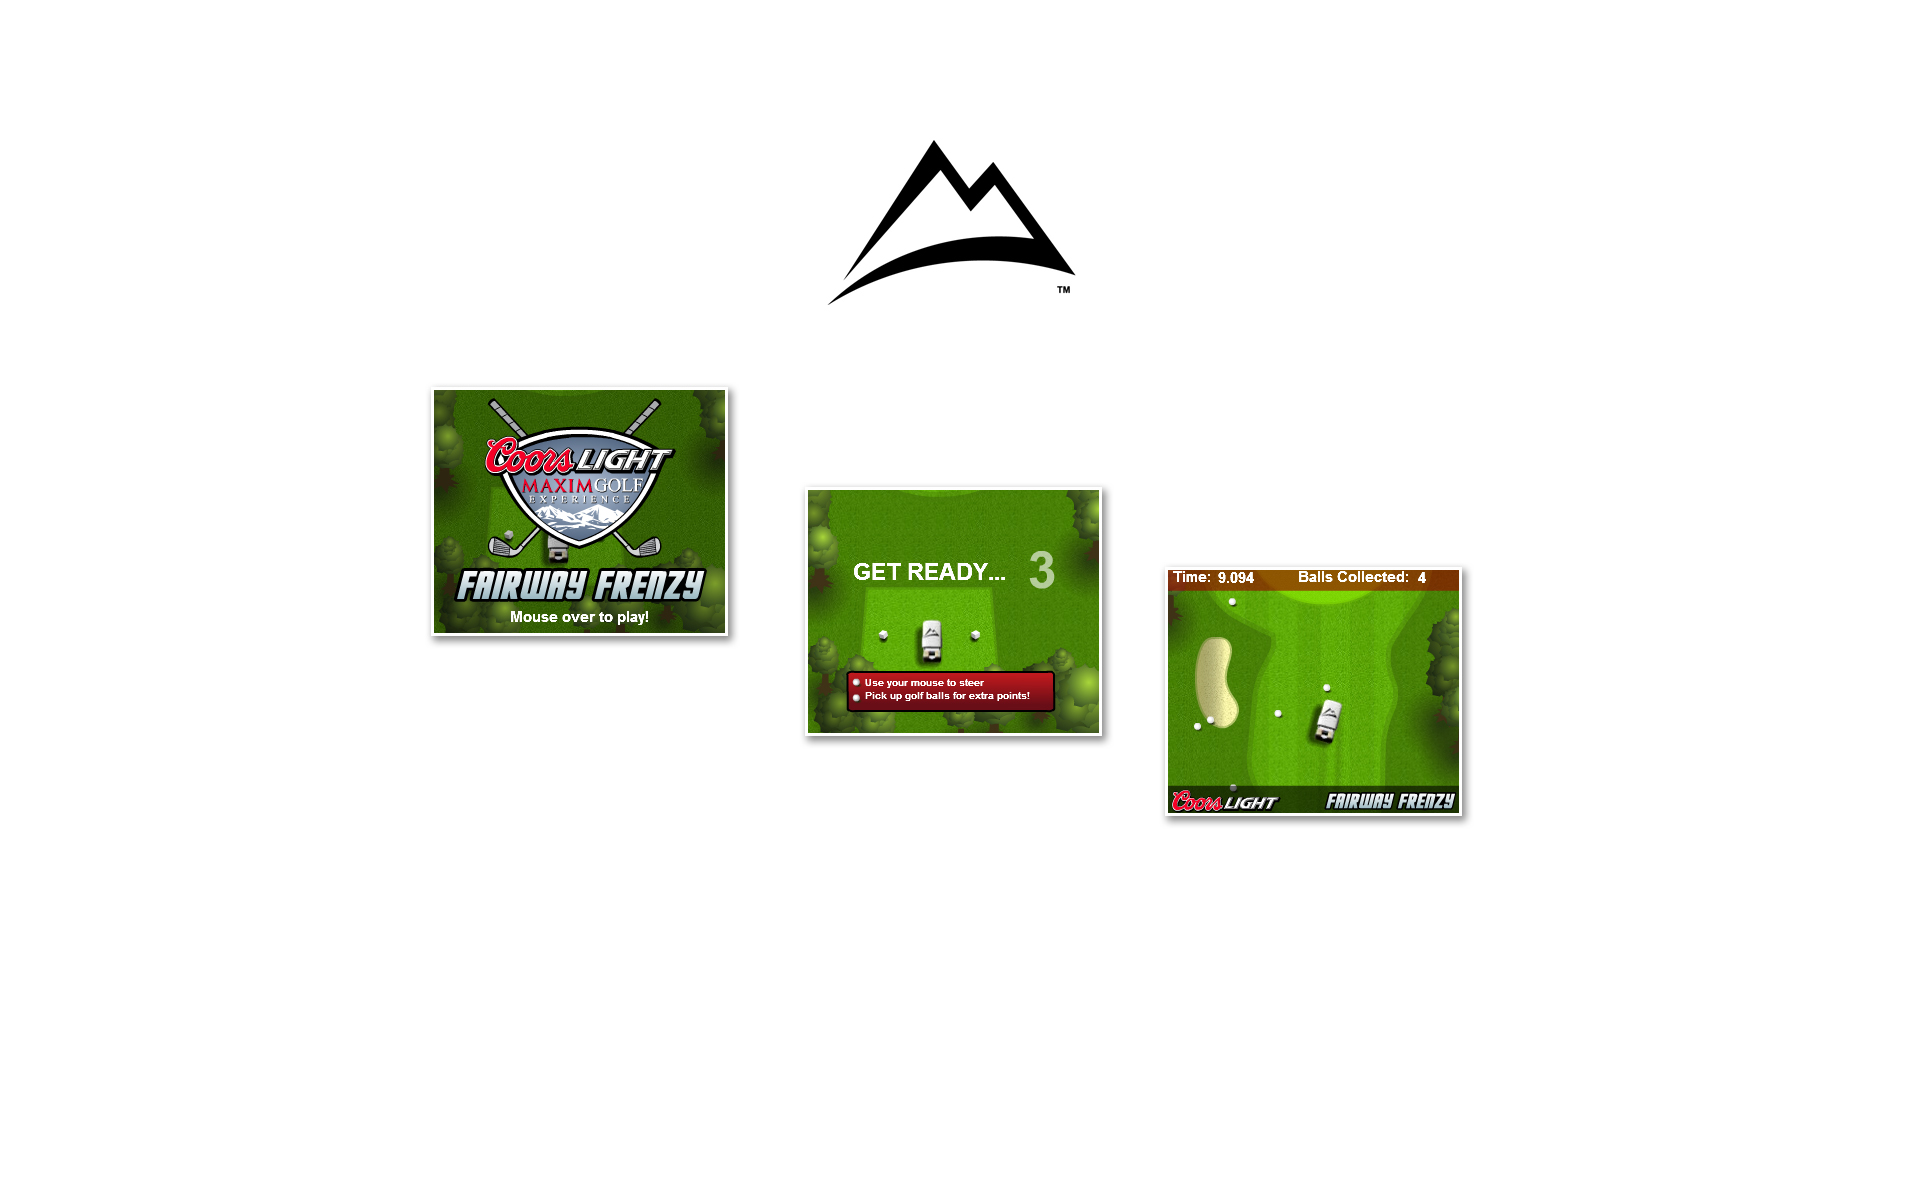 TM
Coors LIGHT
MAXIM GOLF
EXPERIENCE
FAIRWAY FRENZY
Mouse over to play!
GET READY... 3
Use your mouse to steer
Pick up golf balls for extra points!
Time: 9.094 Balls Collected: 4
Coors LIGHT FAIRWAY FRENZY